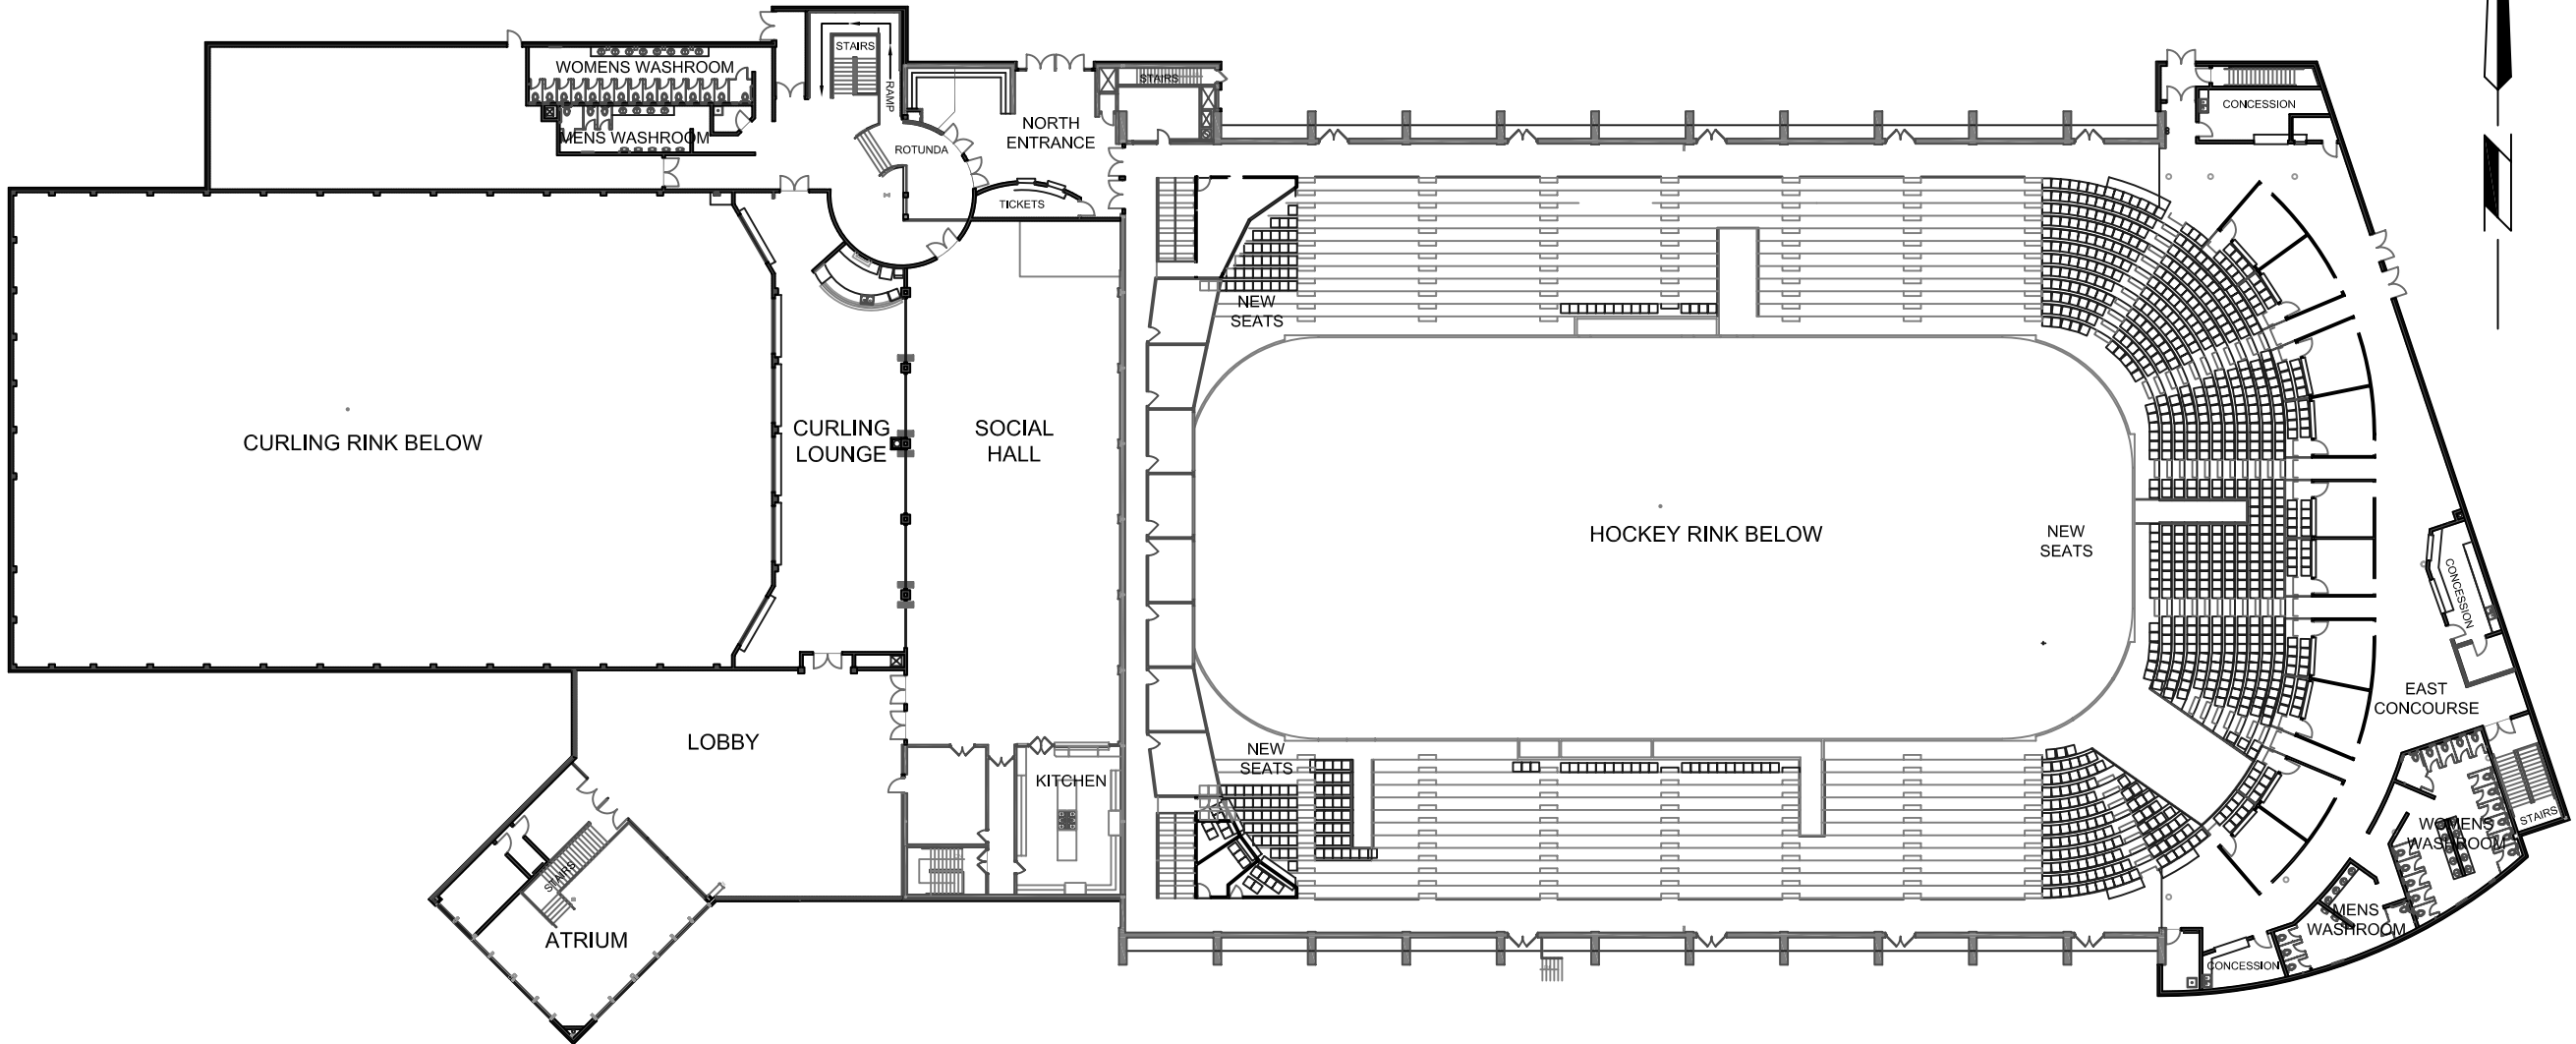 STAIRS
WOMENS WASHROOM
RAMP
STAIRS
CONCESSION
NORTH
ENTRANCE
MENS WASHROOM
ROTUNDA
TICKETS
NEW
SEATS
CURLING RINK BELOW
CURLING
LOUNGE
SOCIAL
HALL
HOCKEY RINK BELOW
NEW
SEATS
CONCESSION
EAST
CONCOURSE
LOBBY
NEW
SEATS
KITCHEN
STAIRS
WOMENS
WASHROOM
STAIRS
ATRIUM
MENS
WASHROOM
CONCESSION